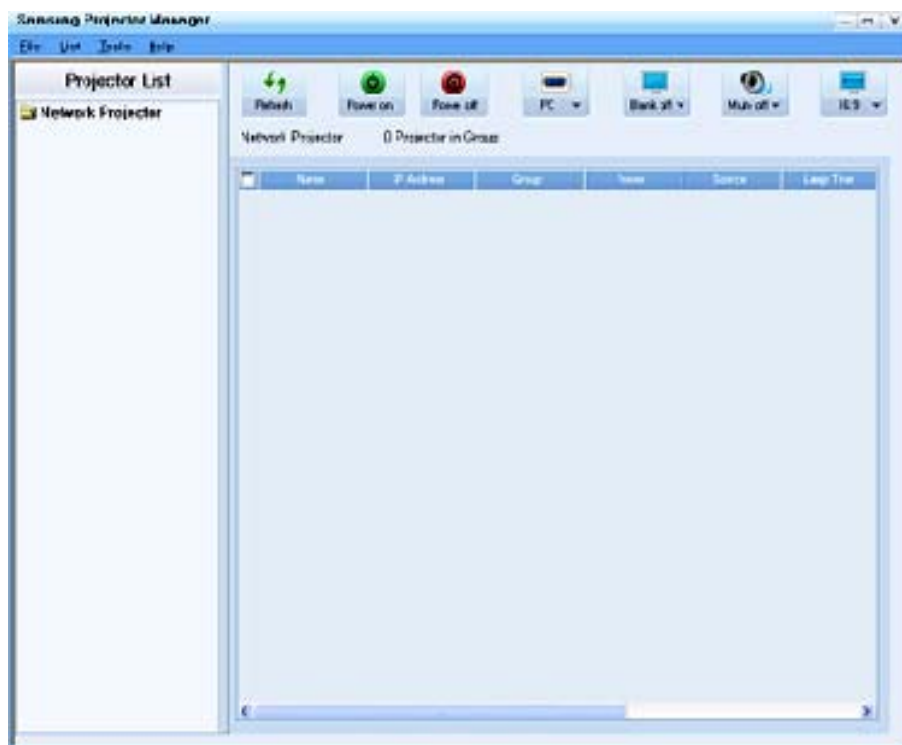 Samsung Projector Manager
File List Tools Help
Projector List
Network Projector
Refresh Power on Power off PC Blank off Mute off 16:9
Network Projector 0 Projector in Group
Name IP Address Group Power Source Lamp Time